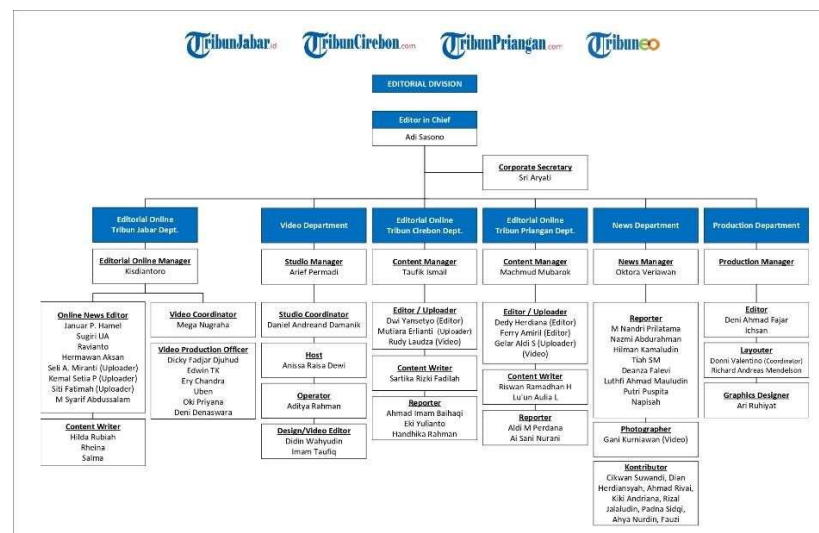 TribunJabar.id TribunCirebon.com TribunPriangan.com Tribuneo
EDITORIAL DIVISION
Editor in Chief
Adi Sasono
Corporate Secretary
Sri Aryati
Editorial Online
Tribun Jabar Dept.
Editorial Online Manager
Kisdiantoro
Online News Editor
Januar P. Hamel
Sugiri UA
Ravianto
Hermawan Aksan
Seli A. Miranti (Uploader)
Kemal Setia P (Uploader)
Siti Fatimah (Uploader)
M Syarif Abdussalam
Content Writer
Hilda Rubiah
Rheina
Salma
Video Coordinator
Mega Nugraha
Video Production Officer
Dicky Fadjar Djuhud
Edwin TK
Ery Chandra
Uben
Oki Priyana
Deni Denaswara
Video Department
Studio Manager
Arief Permadi
Studio Coordinator
Daniel Andreand Damanik
Host
Anissa Raisa Dewi
Operator
Aditya Rahman
Design/Video Editor
Didin Wahyudin
Imam Taufiq
Editorial Online
Tribun Cirebon Dept.
Content Manager
Taufik Ismail
Editor / Uploader
Dwi Yansetyo (Editor)
Mutiara Erlianti (Uploader)
Rudy Laudza (Video)
Content Writer
Sartika Rizki Fadilah
Reporter
Ahmad Imam Baihaqi
Eki Yulianto
Handhika Rahman
Editorial Online
Tribun Priangan Dept.
Content Manager
Machmud Mubarok
Editor / Uploader
Dedy Herdiana (Editor)
Ferry Amiril (Editor)
Gelar Aldi S (Uploader)
(Video)
Content Writer
Riswan Ramadhan H
Lu'un Aulia L
Reporter
Aldi M Perdana
Ai Sani Nurani
News Department
News Manager
Oktora Veriawan
Reporter
M Nandri Prilatama
Nazmi Abdurahman
Hilman Kamaludin
Tiah SM
Deanza Falevi
Luthfi Ahmad Mauludin
Putri Puspita
Napisah
Photographer
Gani Kurniawan (Video)
Kontributor
Cikwan Suwandi, Dian
Herdiansyah, Ahmad Rivai,
Kiki Andriana, Rizal
Jalaludin, Padna Sidqi,
Ahya Nurdin, Fauzi
Production Department
Production Manager
Editor
Deni Ahmad Fajar
Ichsan
Layouter
Donni Valentino (Coordinator)
Richard Andreas Mendelson
Graphics Designer
Ari Ruhiyat